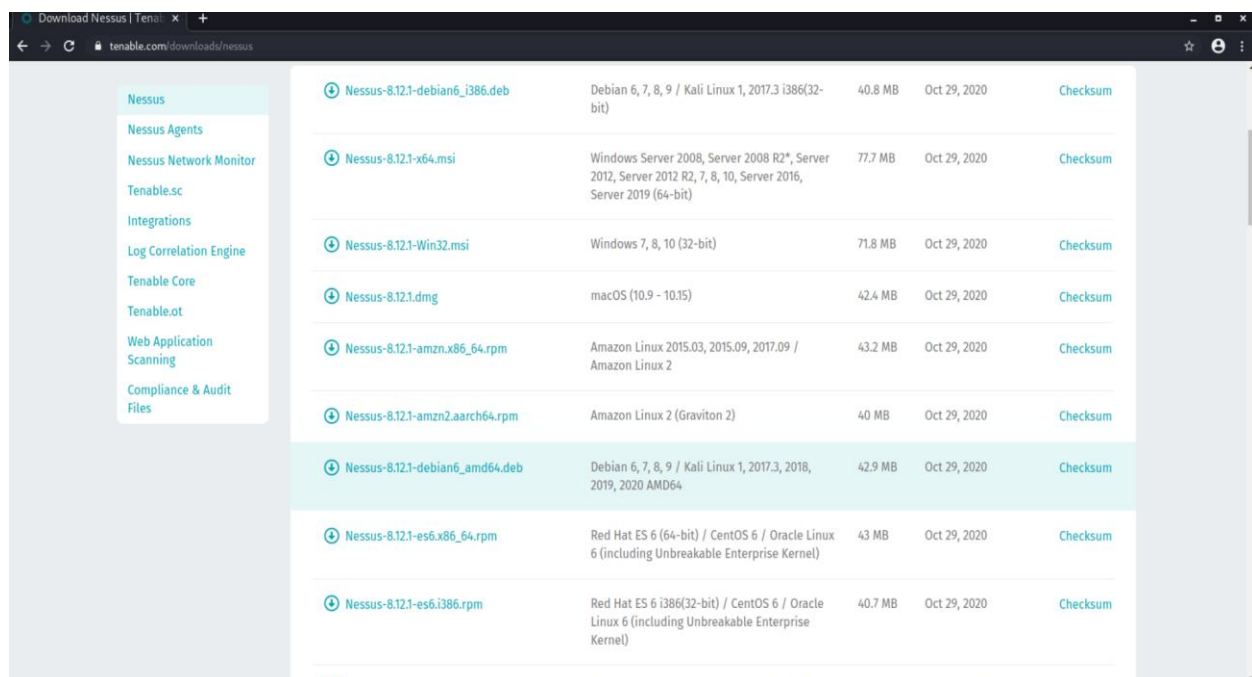 Download Nessus | Tenab
tenable.com/downloads/nessus
Nessus
Nessus Agents
Nessus Network Monitor
Tenable.sc
Integrations
Log Correlation Engine
Tenable Core
Tenable.ot
Web Application
Scanning
Compliance & Audit
Files
Nessus-8.12.1-debian6_i386.deb Debian 6, 7, 8, 9 / Kali Linux 1, 2017.3 i386(32- 40.8 MB Oct 29, 2020 Checksum
bit)
Nessus-8.12.1-x64.msi Windows Server 2008, Server 2008 R2*, Server 77.7 MB Oct 29, 2020 Checksum
2012, Server 2012 R2, 7, 8, 10, Server 2016,
Server 2019 (64-bit)
Nessus-8.12.1-Win32.msi Windows 7, 8, 10 (32-bit) 71.8 MB Oct 29, 2020 Checksum
Nessus-8.12.1.dmg macOS (10.9 - 10.15) 42.4 MB Oct 29, 2020 Checksum
Nessus-8.12.1-amzn.x86_64.rpm Amazon Linux 2015.03, 2015.09, 2017.09 / 43.2 MB Oct 29, 2020 Checksum
Amazon Linux 2
Nessus-8.12.1-amzn2.aarch64.rpm Amazon Linux 2 (Graviton 2) 40 MB Oct 29, 2020 Checksum
Nessus-8.12.1-debian6_amd64.deb Debian 6, 7, 8, 9 / Kali Linux 1, 2017.3, 2018, 42.9 MB Oct 29, 2020 Checksum
2019, 2020 AMD64
Nessus-8.12.1-es6.x86_64.rpm Red Hat ES 6 (64-bit) / CentOS 6 / Oracle Linux 43 MB Oct 29, 2020 Checksum
6 (including Unbreakable Enterprise Kernel)
Nessus-8.12.1-es6.i386.rpm Red Hat ES 6 i386(32-bit) / CentOS 6 / Oracle 40.7 MB Oct 29, 2020 Checksum
Linux 6 (including Unbreakable Enterprise
Kernel)